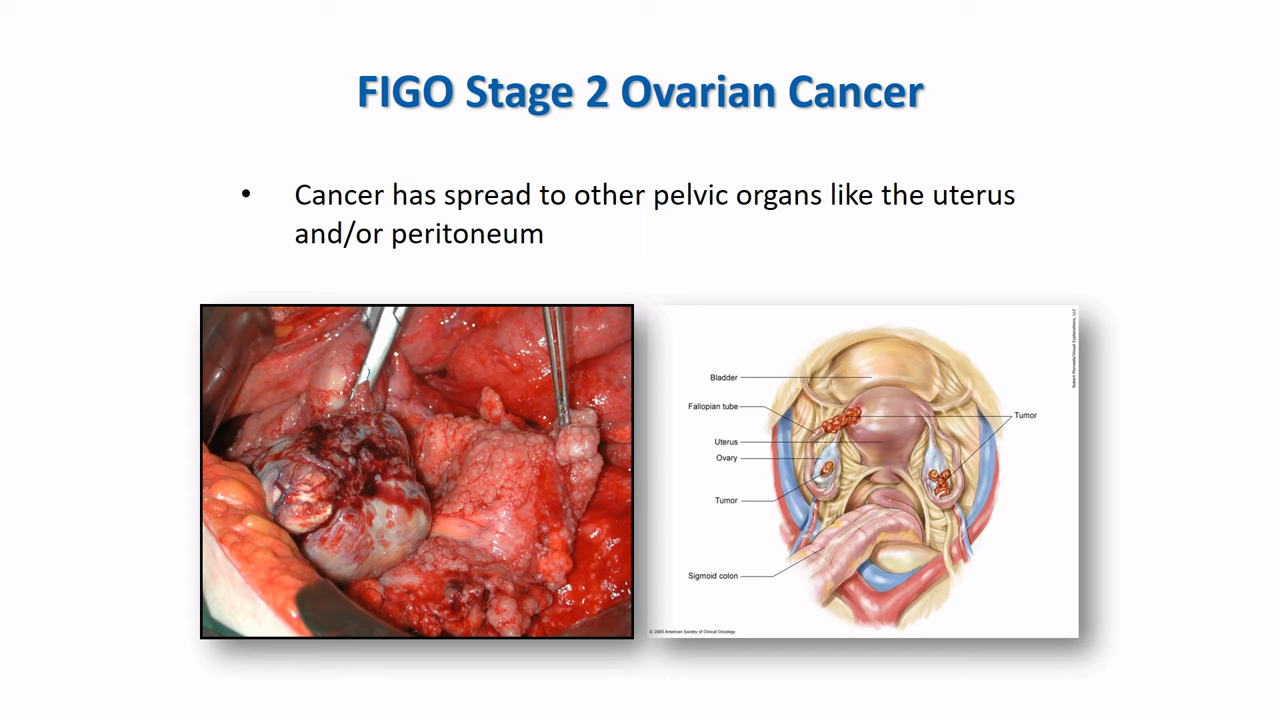 FIGO Stage 2 Ovarian Cancer
• Cancer has spread to other pelvic organs like the uterus
and/or peritoneum
Bladder
Fallopian tube
Tumor
Uterus
Ovary
Tumor
Sigmoid colon
© 2005 American Society of Clinical Oncology